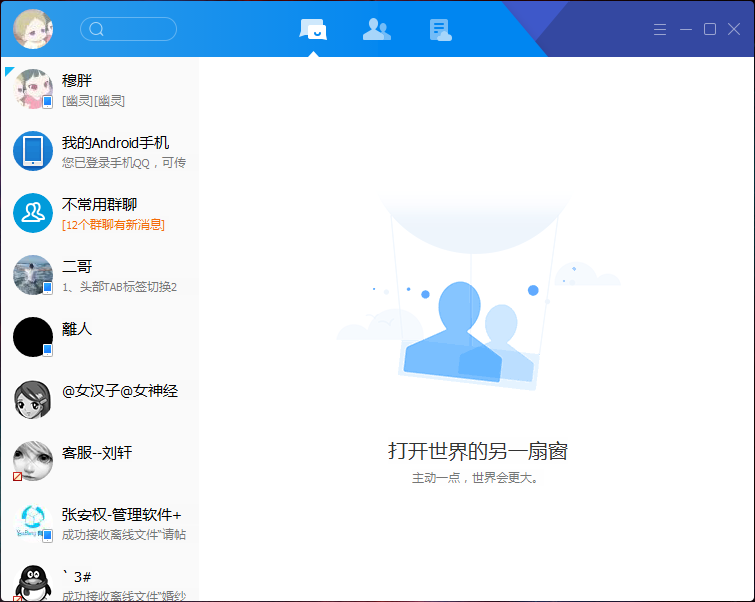 穆胖
[幽灵][幽灵]
我的Android手机
您已登录手机QQ，可传
不常用群聊
[12个群聊有新消息]
二哥
1、头部TAB标签切换2
離人
@女汉子@女神经
客服--刘轩
张安权-管理软件+
成功接收离线文件"请帖
` 3#
成功接收离线文件"婚纱
打开世界的另一扇窗
主动一点，世界会更大。